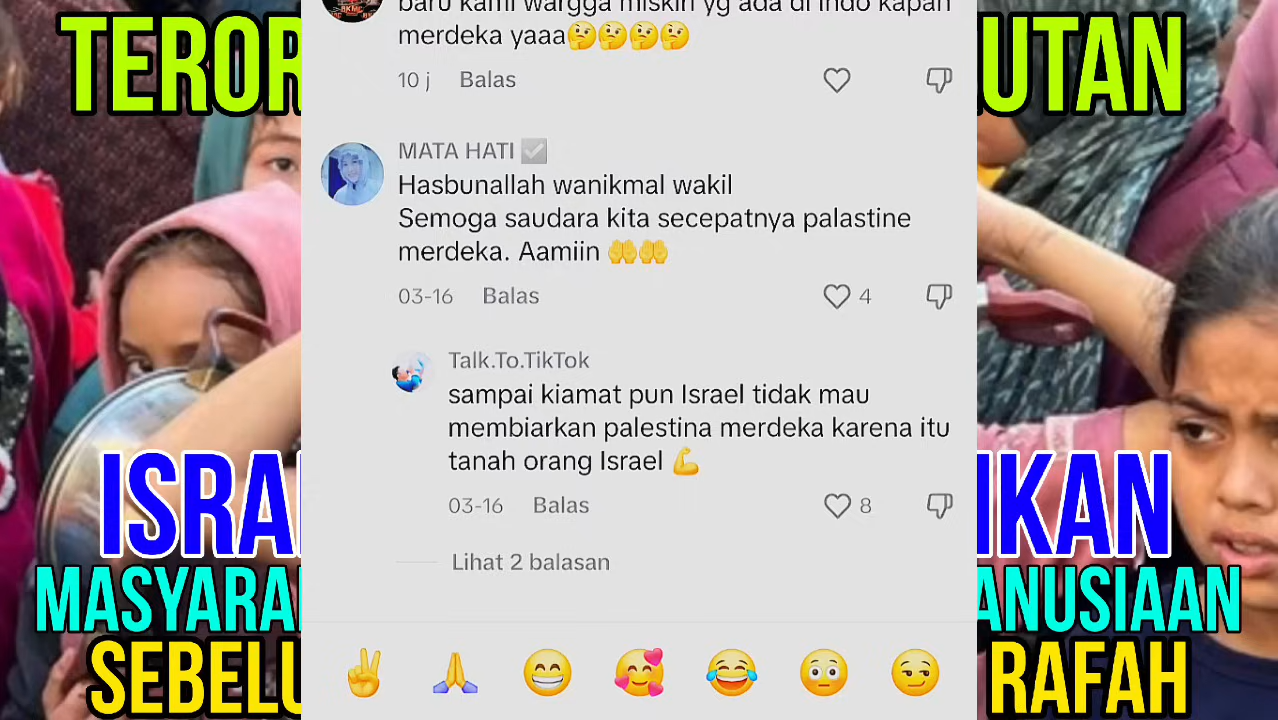 TEROR
UTAN
baru kami wargga miskin yg ada di indo kapan
merdeka yaaa🤔🤔🤔🤔
10 j Balas
MATA HATI ☑️
Hasbunallah wanikmal wakil
Semoga saudara kita secepatnya palastine
merdeka. Aamiin 🤲🤲
03-16 Balas 4
Talk.To.TikTok
sampai kiamat pun Israel tidak mau
membiarkan palestina merdeka karena itu
tanah orang Israel 💪
03-16 Balas 8
Lihat 2 balasan
ISRA
IKAN
MASYARA
ANUSIAAN
SEBELU
RAFAH